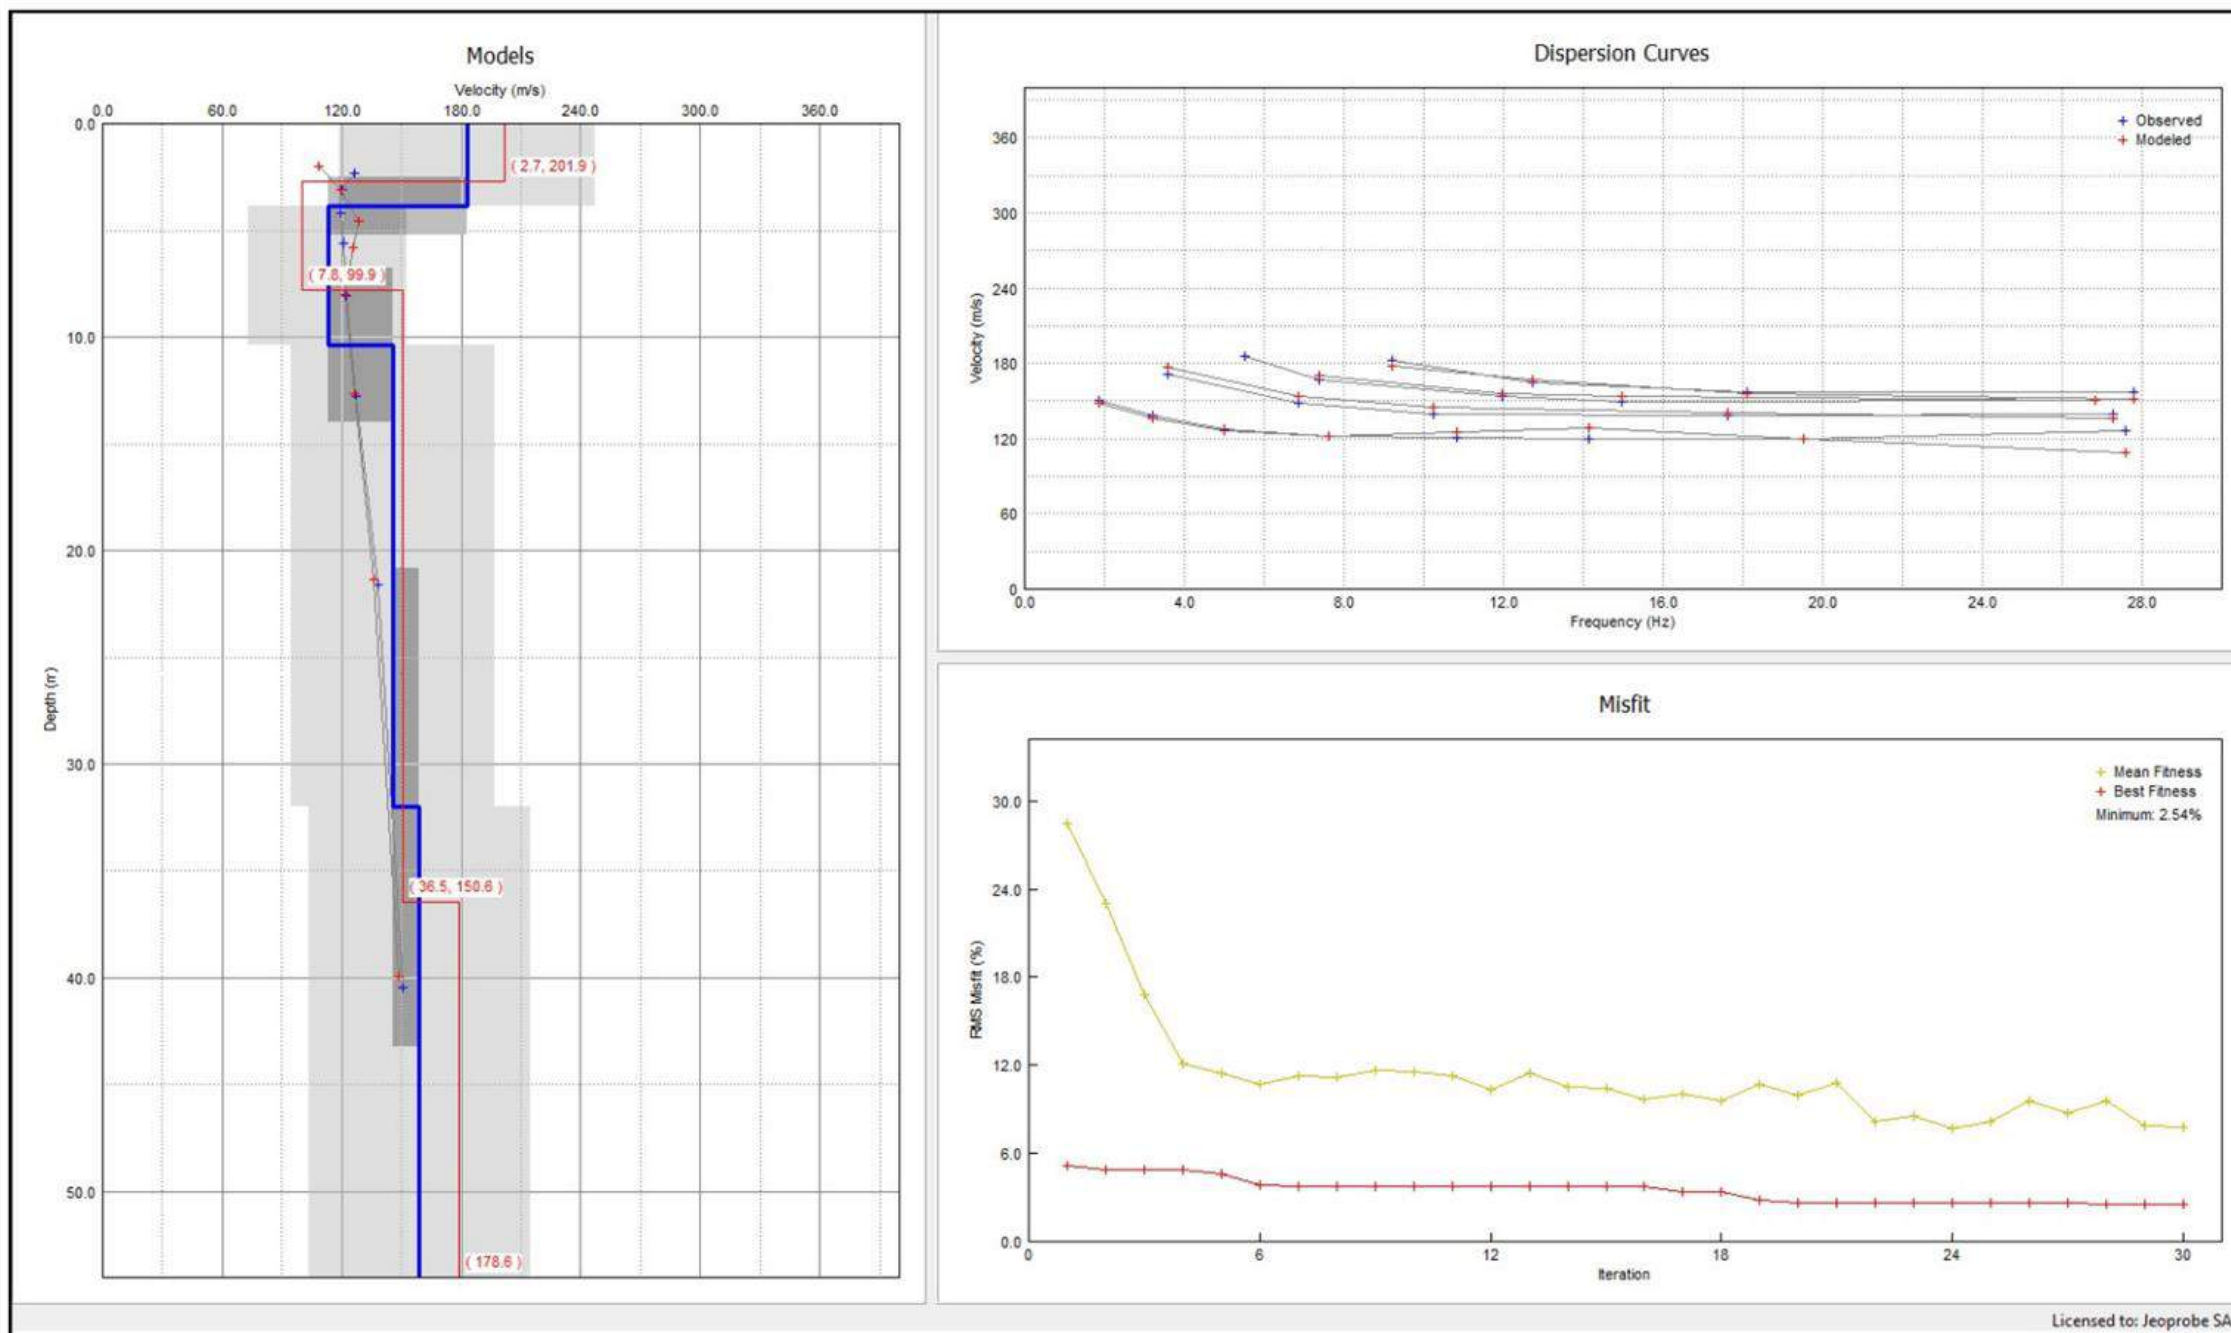 Models
Velocity (m/s)
0.0 60.0 120.0 180.0 240.0 300.0 360.0
0.0
( 2.7, 201.9 )
( 7.8, 99.9 )
10.0
20.0
Depth (m)
30.0
( 36.5, 150.6 )
40.0
50.0
( 178.6 )
Dispersion Curves
Observed
Modeled
360
300
240
Velocity (m/s)
180
120
60
0
0.0 4.0 8.0 12.0 16.0 20.0 24.0 28.0
Frequency (Hz)
Misfit
Mean Fitness
Best Fitness
Minimum: 2.54%
30.0
24.0
18.0
RMS Misfit (%)
12.0
6.0
0.0
0 6 12 18 24 30
Iteration
Licensed to: Jeoprobe SA